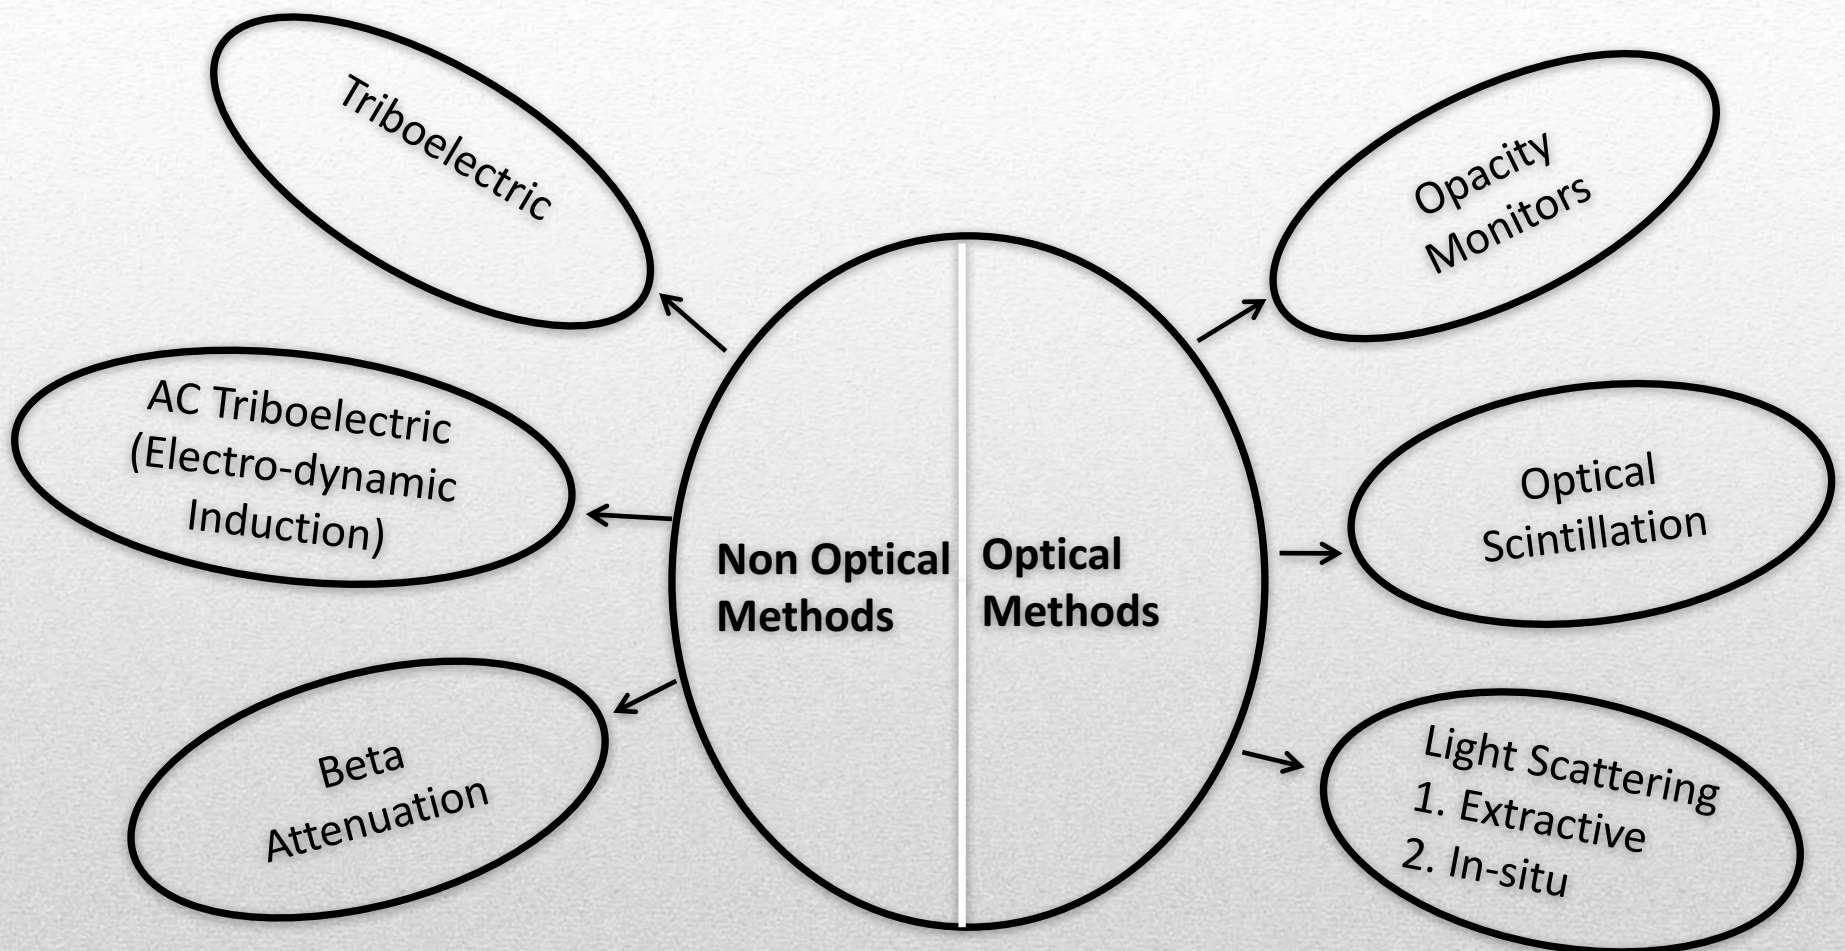 Triboelectric
AC Triboelectric
(Electro-dynamic
Induction)
Beta
Attenuation
Non Optical
Methods
Optical
Methods
Opacity
Monitors
Optical
Scintillation
Light Scattering
1. Extractive
2. In-situ